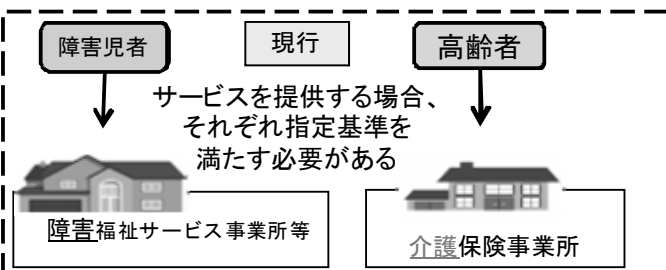 障害児者
現行
高齢者
サービスを提供する場合、
それぞれ指定基準を
満たす必要がある
障害福祉サービス事業所等
介護保険事業所